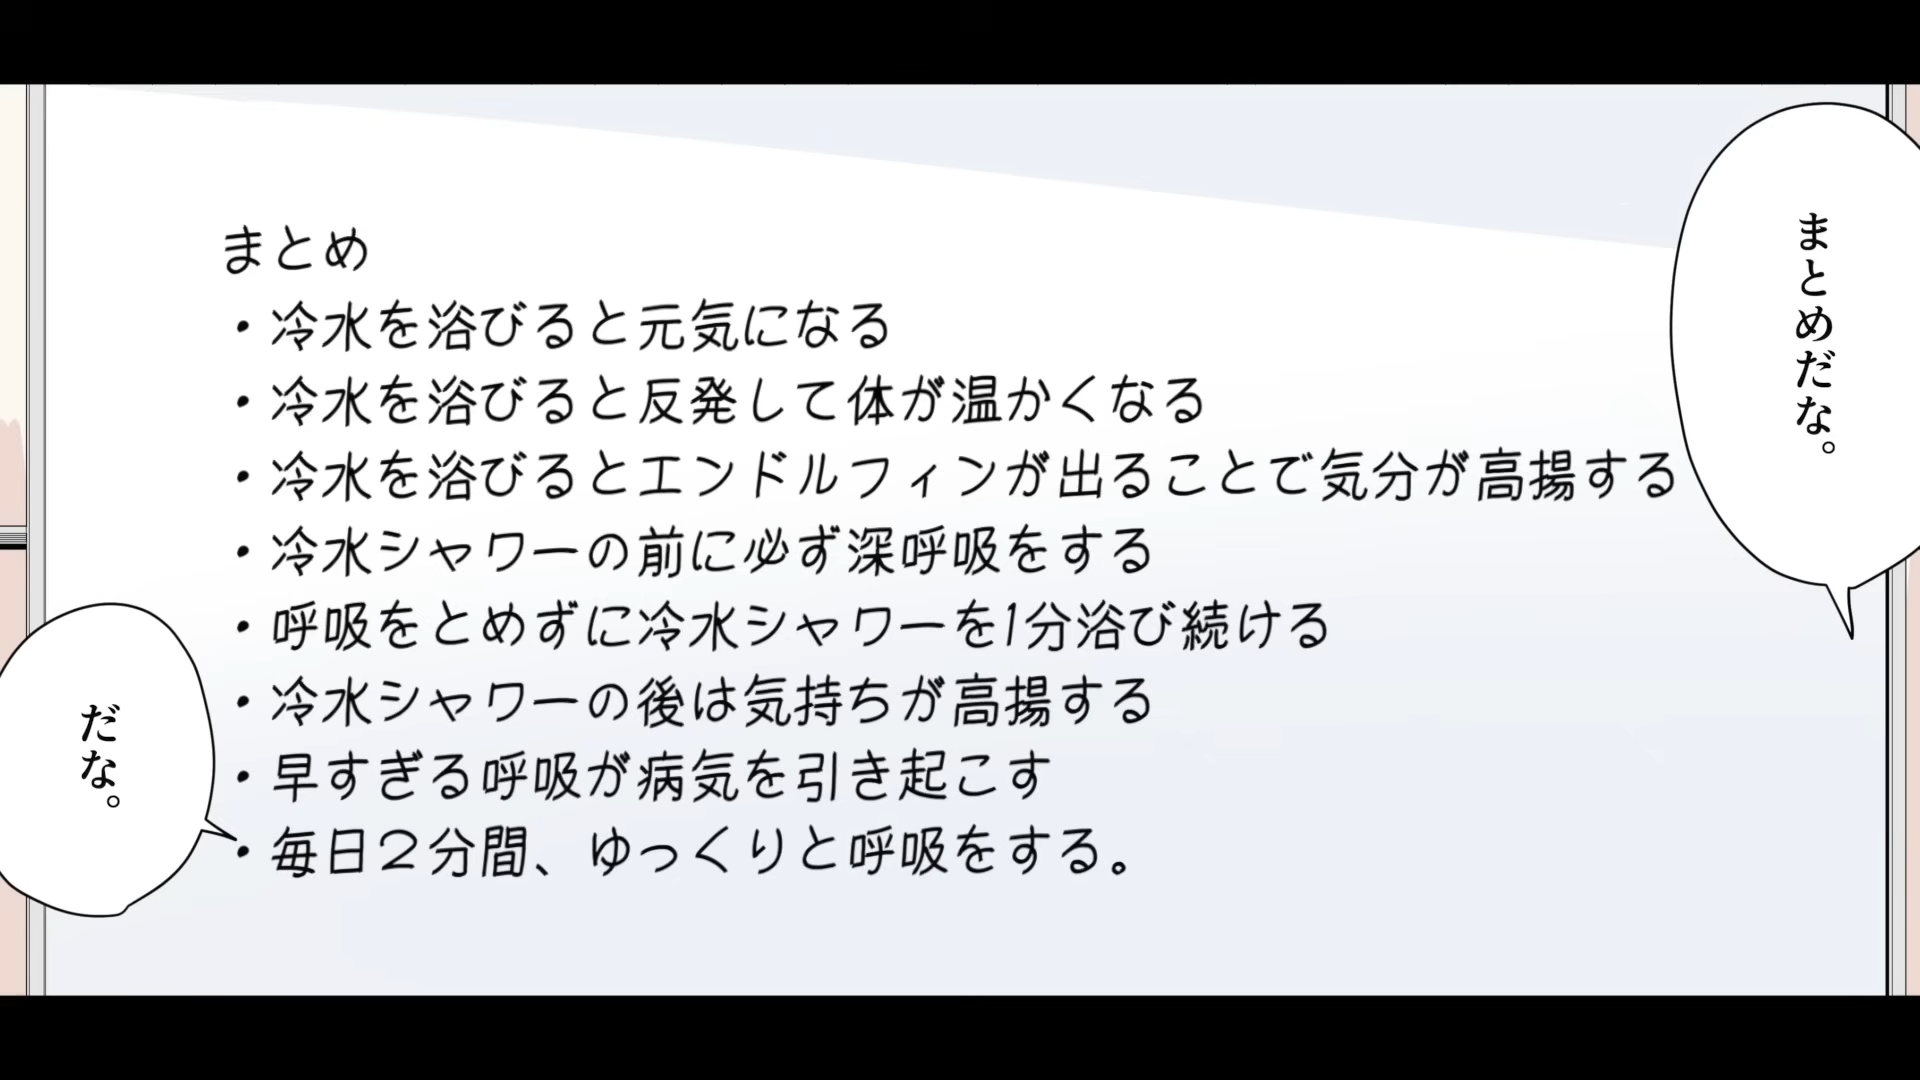 まとめだな。
まとめ
・冷水を浴びると元気になる
・冷水を浴びると反発して体が温かくなる
・冷水を浴びるとエンドルフィンが出ることで気分が高揚する
・冷水シャワーの前に必ず深呼吸をする
・呼吸をとめずに冷水シャワーを1分浴び続ける
・冷水シャワーの後は気持ちが高揚する
・早すぎる呼吸が病気を引き起こす
・毎日２分間、ゆっくりと呼吸をする。
だな。